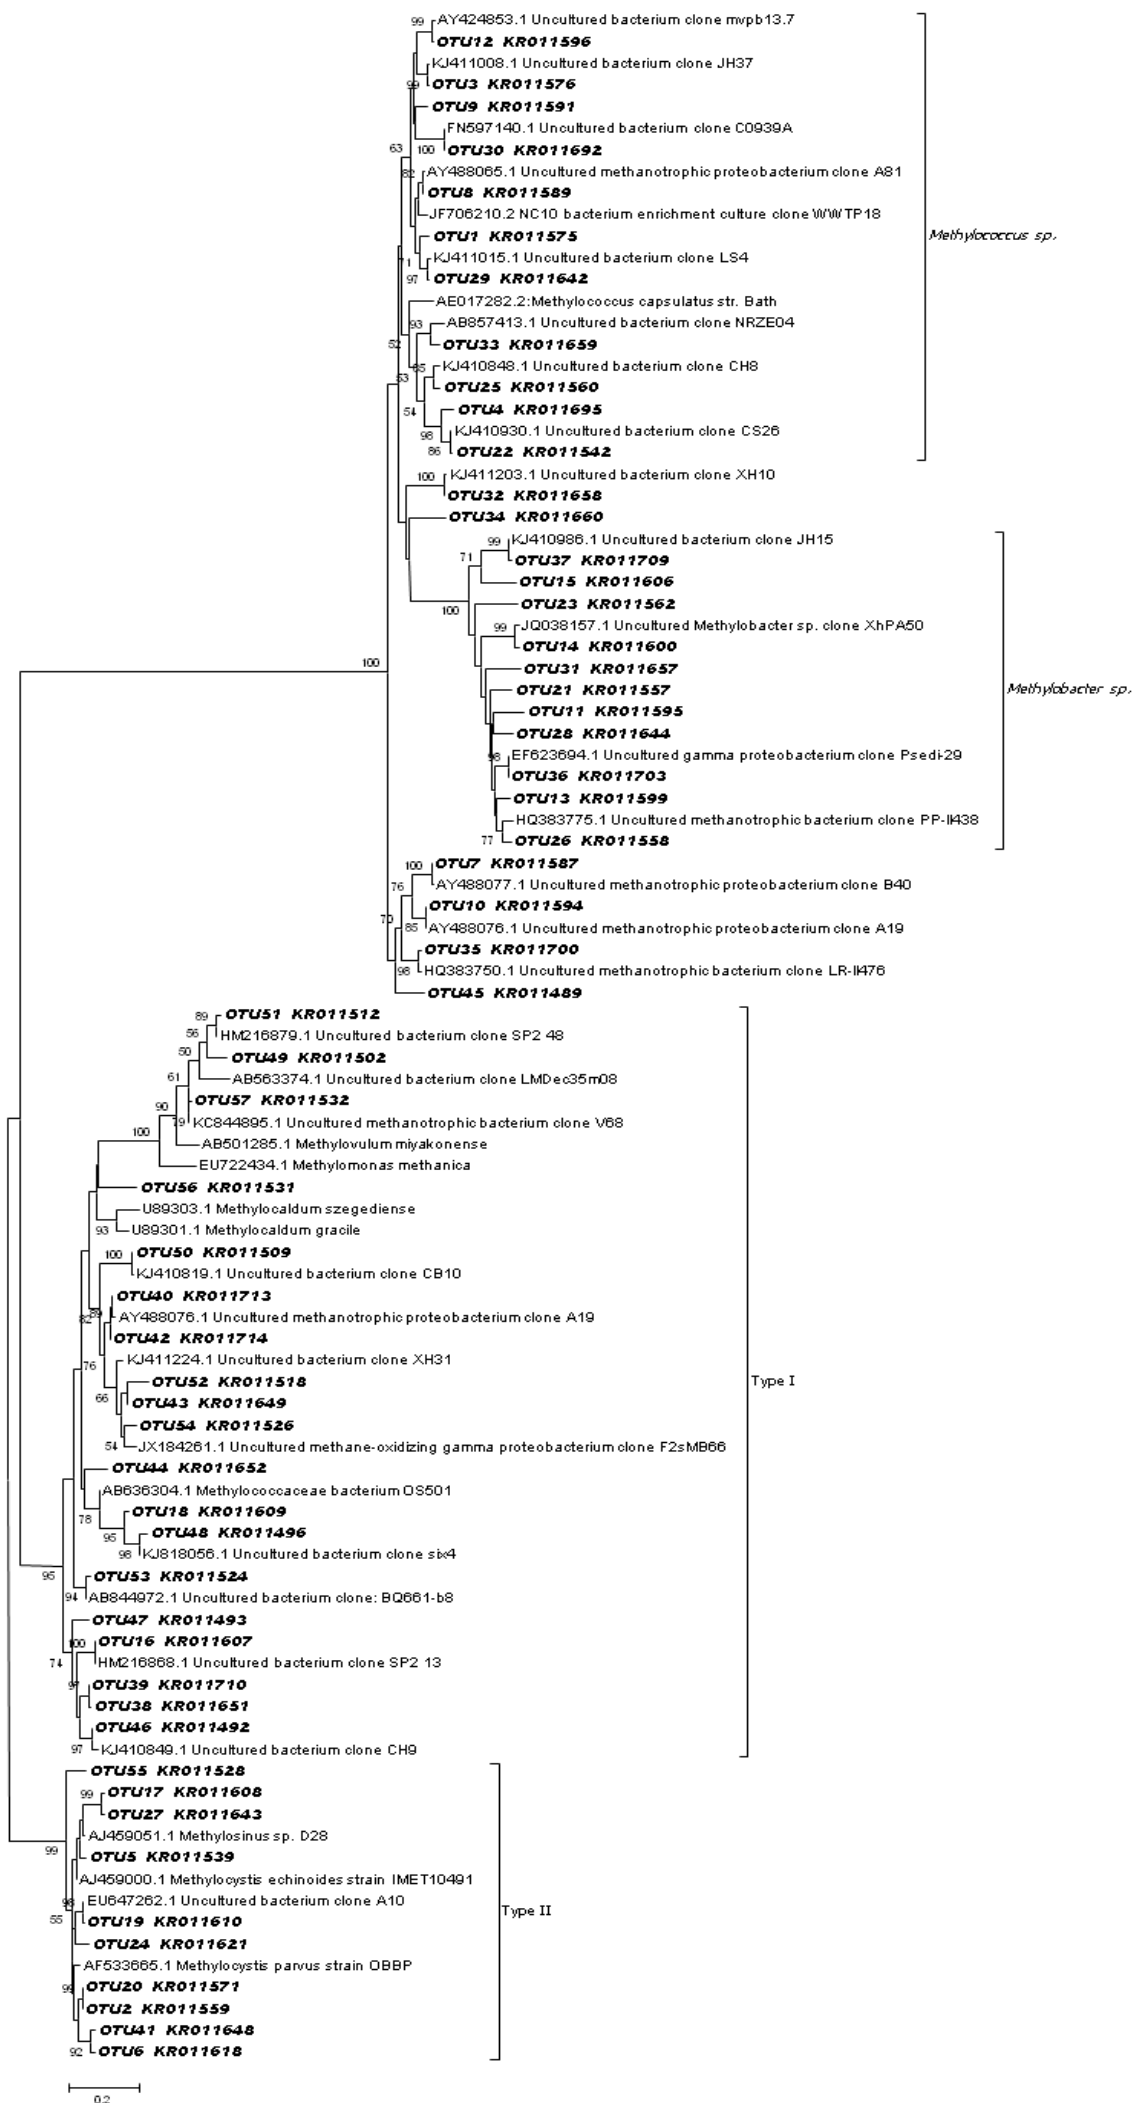 AY424853.1 Uncultured bacterium clone mvpb13.7
99
OTU12 KR011596
KJ411008.1 Uncultured bacterium clone JH37
99
OTU3 KR011576
OTU9 KR011591
FN597140.1 Uncultured bacterium clone C0939A
63
100
OTU30 KR011692
AY488065.1 Uncultured methanotrophic proteobacterium clone A81
82
OTU8 KR011589
JF706210.2 NC10 bacterium enrichment culture clone WWTP18
OTU1 KR011575
Methylococcus sp.
KJ411015.1 Uncultured bacterium clone LS4
71
97
OTU29 KR011642
AE017282.2:Methylococcus capsulatus str. Bath
93
AB857413.1 Uncultured bacterium clone NRZE04
52
OTU33 KR011659
KJ410848.1 Uncultured bacterium clone CH8
53
OTU25 KR011560
54
OTU4 KR011695
98
KJ410930.1 Uncultured bacterium clone CS26
86
OTU22 KR011542
100
KJ411203.1 Uncultured bacterium clone XH10
OTU32 KR011658
OTU34 KR011660
99
KJ410986.1 Uncultured bacterium clone JH15
71
OTU37 KR011709
OTU15 KR011606
100
OTU23 KR011562
99
JQ038157.1 Uncultured Methylobacter sp. clone XhPA50
OTU14 KR011600
100
OTU31 KR011657
OTU21 KR011557
Methylobacter sp.
OTU11 KR011595
OTU28 KR011644
98
EF623694.1 Uncultured gamma proteobacterium clone Psedi-29
OTU36 KR011703
OTU13 KR011599
HQ383775.1 Uncultured methanotrophic bacterium clone PP-II438
77
OTU26 KR011558
100
OTU7 KR011587
76
AY488077.1 Uncultured methanotrophic proteobacterium clone B40
OTU10 KR011594
70
85
AY488076.1 Uncultured methanotrophic proteobacterium clone A19
OTU35 KR011700
98
HQ383750.1 Uncultured methanotrophic bacterium clone LR-II476
OTU45 KR011489
89
OTU51 KR011512
56
HM216879.1 Uncultured bacterium clone SP2 48
50
OTU49 KR011502
61
AB563374.1 Uncultured bacterium clone LMDec35m08
90
OTU57 KR011532
79
KC844895.1 Uncultured methanotrophic bacterium clone V68
100
AB501285.1 Methylovulum miyakonense
EU722434.1 Methylomonas methanica
OTU56 KR011531
U89303.1 Methylocaldum szegediense
93
U89301.1 Methylocaldum gracile
100
OTU50 KR011509
KJ410819.1 Uncultured bacterium clone CB10
OTU40 KR011713
82
89
AY488076.1 Uncultured methanotrophic proteobacterium clone A19
OTU42 KR011714
76
KJ411224.1 Uncultured bacterium clone XH31
OTU52 KR011518
Type I
66
OTU43 KR011649
OTU54 KR011526
54
JX184261.1 Uncultured methane-oxidizing gamma proteobacterium clone F2sMB66
OTU44 KR011652
AB636304.1 Methylococcaceae bacterium OS501
78
OTU18 KR011609
95
OTU48 KR011496
98
KJ818056.1 Uncultured bacterium clone six4
95
OTU53 KR011524
94
AB844972.1 Uncultured bacterium clone: BQ661-b8
OTU47 KR011493
100
OTU16 KR011607
74
HM216868.1 Uncultured bacterium clone SP2 13
97
OTU39 KR011710
OTU38 KR011651
OTU46 KR011492
97
KJ410849.1 Uncultured bacterium clone CH9
OTU55 KR011528
99
OTU17 KR011608
OTU27 KR011643
AJ459051.1 Methylosinus sp. D28
99
OTU5 KR011539
AJ459000.1 Methylocystis echinoides strain IMET10491
98
EU647262.1 Uncultured bacterium clone A10
Type II
55
OTU19 KR011610
OTU24 KR011621
AF533665.1 Methylocystis parvus strain OBBP
99
OTU20 KR011571
OTU2 KR011559
OTU41 KR011648
92
OTU6 KR011618
0.2